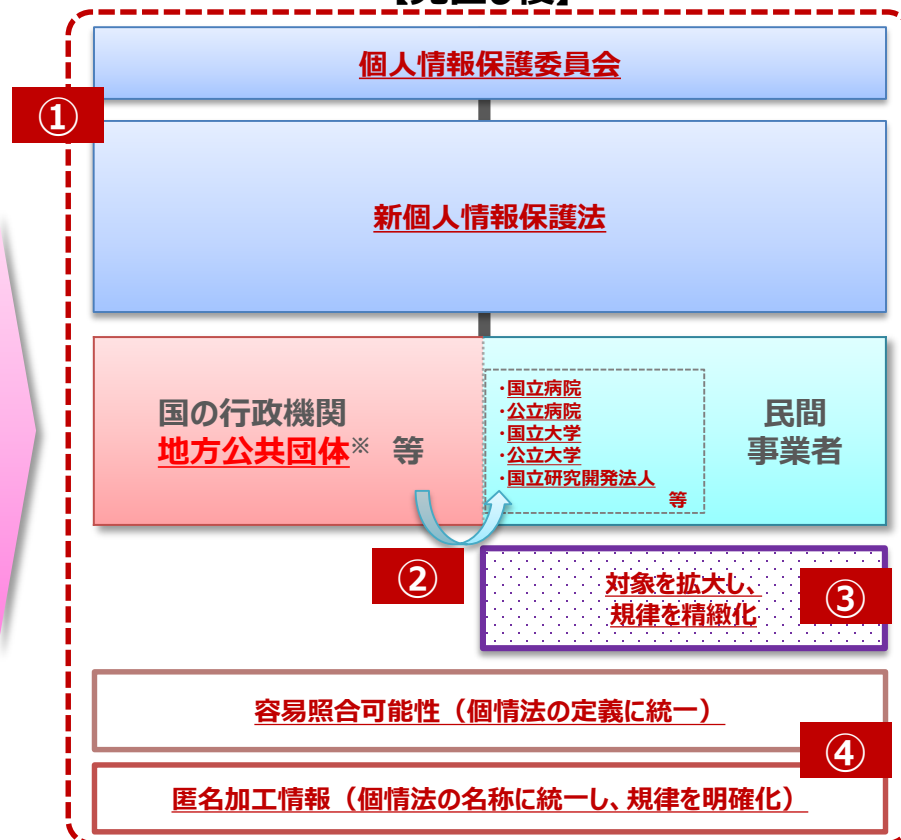 【見直し後】
個人情報保護委員会
①
新個人情報保護法
国の行政機関
地方公共団体※ 等
・国立病院
・公立病院
・国立大学
・公立大学
・国立研究開発法人
等
民間
事業者
②
対象を拡大し、
規律を精緻化
③
容易照合可能性（個情法の定義に統一）
④
匿名加工情報（個情法の名称に統一し、規律を明確化）